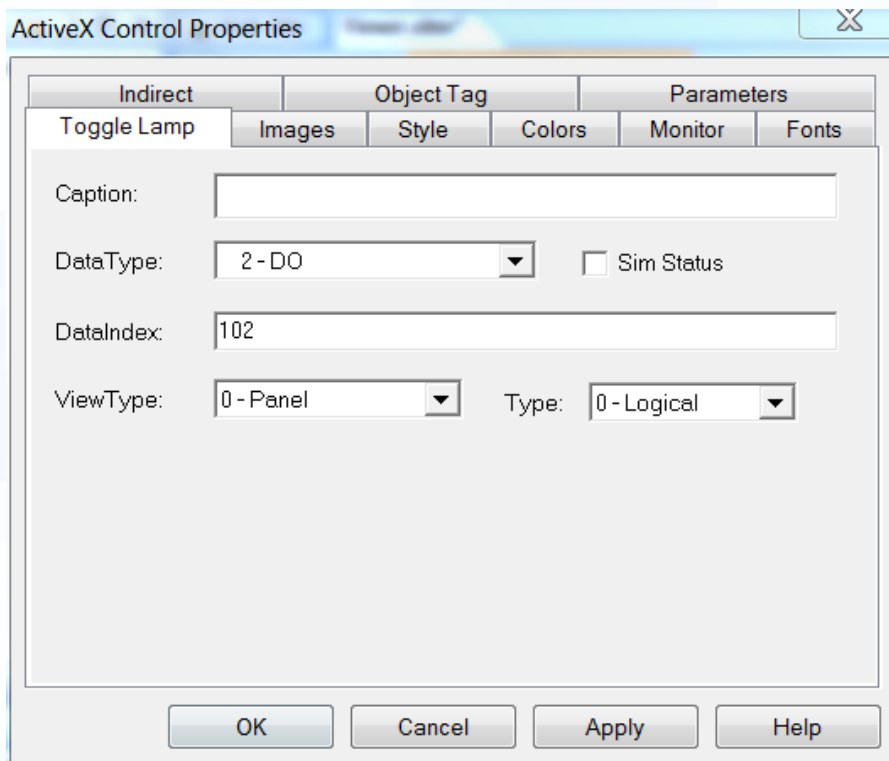 ActiveX Control Properties
Indirect Object Tag Parameters
Toggle Lamp Images Style Colors Monitor Fonts
Caption:
DataType: 2 - DO Sim Status
DataIndex: 102
ViewType: 0 - Panel Type: 0 - Logical
OK Cancel Apply Help